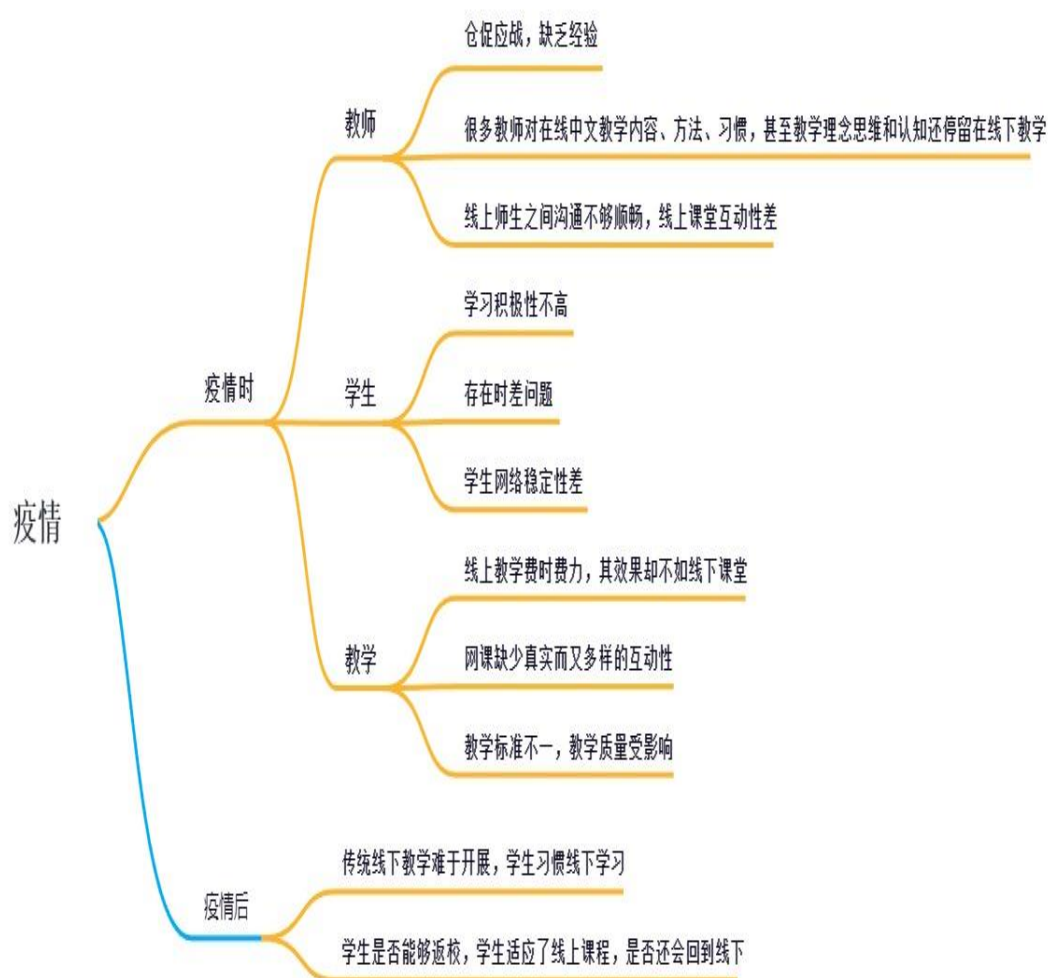 仓促应战，缺乏经验
教师
很多教师对在线中文教学内容、方法、习惯，甚至教学理念思维和认知还停留在线下教学
线上师生之间沟通不够顺畅，线上课堂互动性差
学习积极性不高
疫情时
学生
存在时差问题
学生网络稳定性差
疫情
线上教学费时费力，其效果却不如线下课堂
教学
网课缺少真实而又多样的互动性
教学标准不一，教学质量受影响
传统线下教学难于开展，学生习惯线下学习
疫情后
学生是否能够返校，学生适应了线上课程，是否还会回到线下